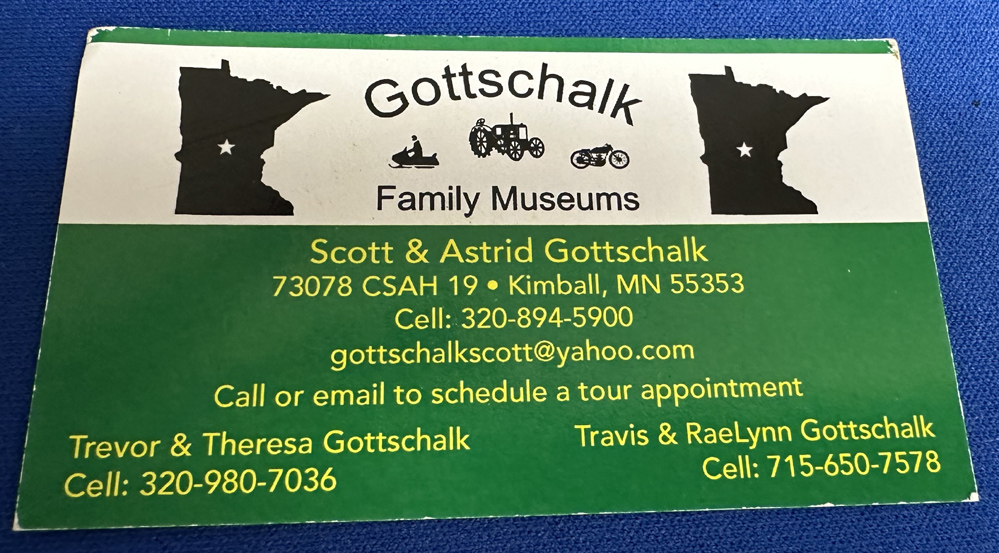 Gottschalk
Family Museums
Scott & Astrid Gottschalk
73078 CSAH 19 • Kimball, MN 55353
Cell: 320-894-5900
gottschalkscott@yahoo.com
Call or email to schedule a tour appointment
Trevor & Theresa Gottschalk
Cell: 320-980-7036
Travis & RaeLynn Gottschalk
Cell: 715-650-7578